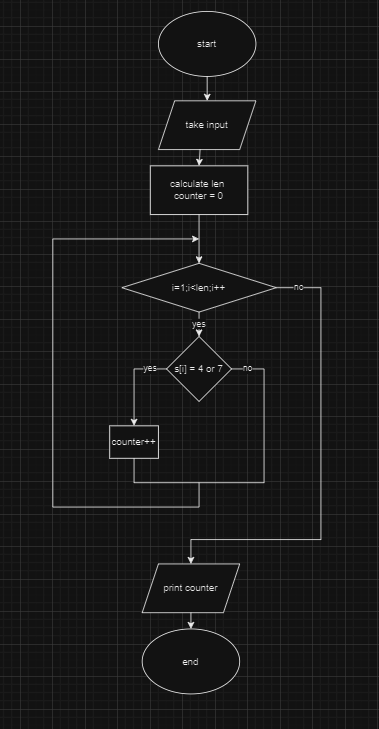 start
take input
calculate len
counter = 0
i=1;i<len;i++
no
yes
yes
s[i] = 4 or 7
no
counter++
print counter
end